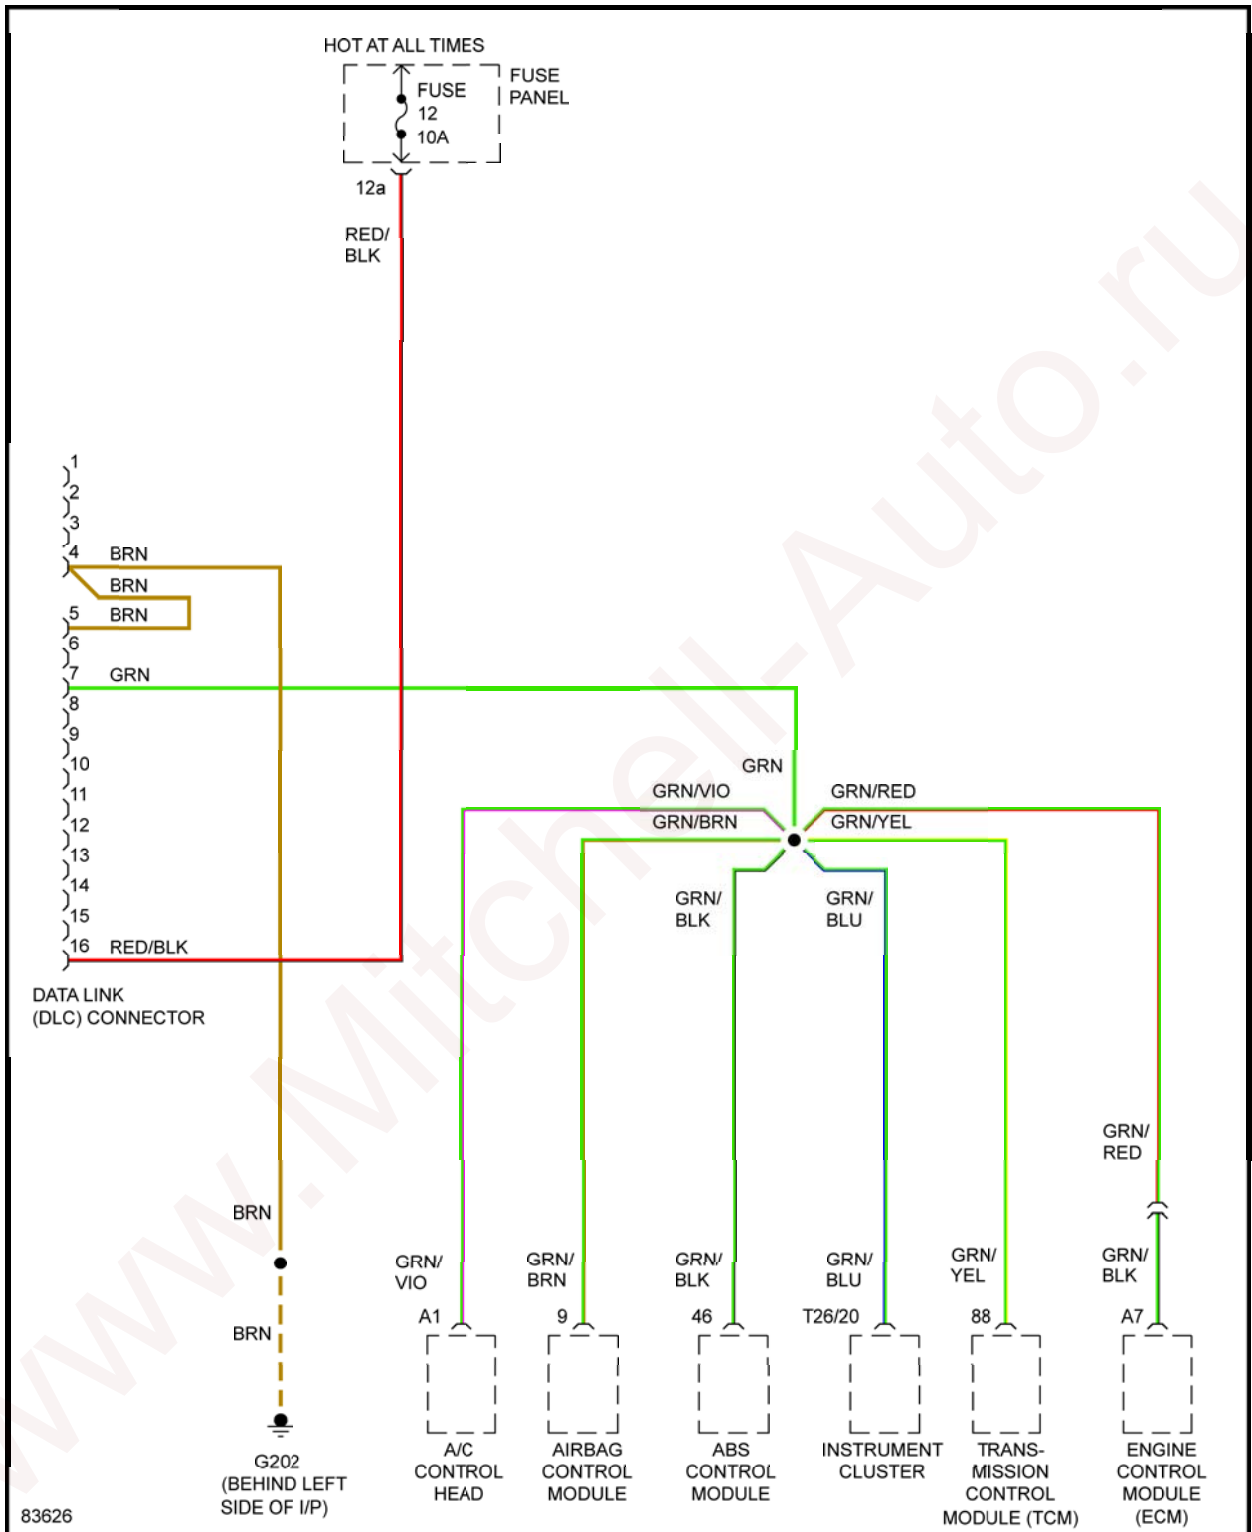 HOT AT ALL TIMES
FUSE
12
10A
FUSE
PANEL
12a
RED/
BLK
1
2
3
4 BRN
BRN
5 BRN
6
7 GRN
8
9
10
11
12
13
14
15
16 RED/BLK
DATA LINK
(DLC) CONNECTOR
GRN
GRN/VIO
GRN/RED
GRN/BRN
GRN/YEL
GRN/
BLK
GRN/
BLU
GRN/
RED
BRN
BRN
GRN/
VIO
GRN/
BRN
GRN/
BLK
GRN/
BLU
GRN/
YEL
GRN/
BLK
A1
9
46
T26/20
88
A7
G202
(BEHIND LEFT
SIDE OF I/P)
A/C
CONTROL
HEAD
AIRBAG
CONTROL
MODULE
ABS
CONTROL
MODULE
INSTRUMENT
CLUSTER
TRANS-
MISSION
CONTROL
MODULE (TCM)
ENGINE
CONTROL
MODULE
(ECM)
83626
www.Mitchell-Auto.ru